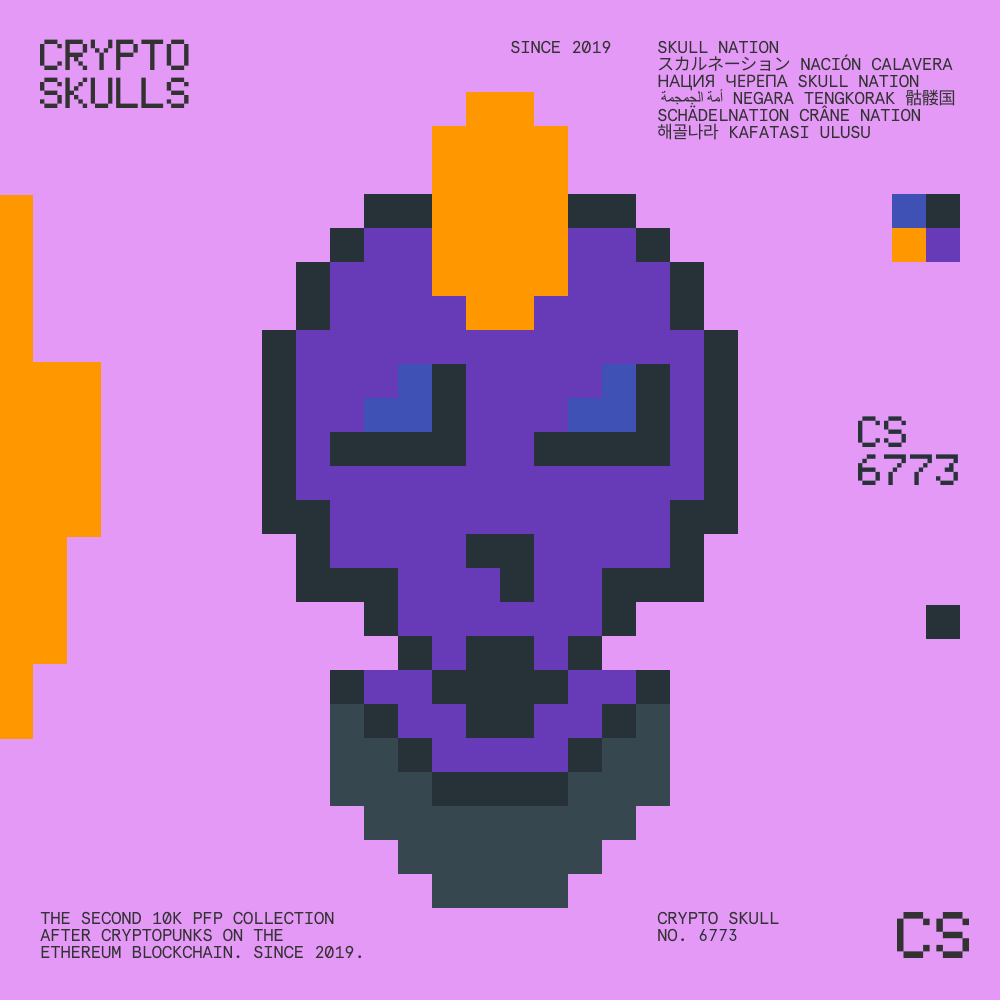 CRYPTO
SKULLS
SINCE 2019
SKULL NATION
スカルネーション NACIÓN CALAVERA
НАЦИЯ ЧЕРЕПА SKULL NATION
أمة الجمجمة NEGARA TENGKORAK 骷髅国
SCHÄDELNATION CRÂNE NATION
해골나라 KAFATASI ULUSU
CS
6773
THE SECOND 10K PFP COLLECTION
AFTER CRYPTOPUNKS ON THE
ETHEREUM BLOCKCHAIN. SINCE 2019.
CRYPTO SKULL
NO. 6773
CS